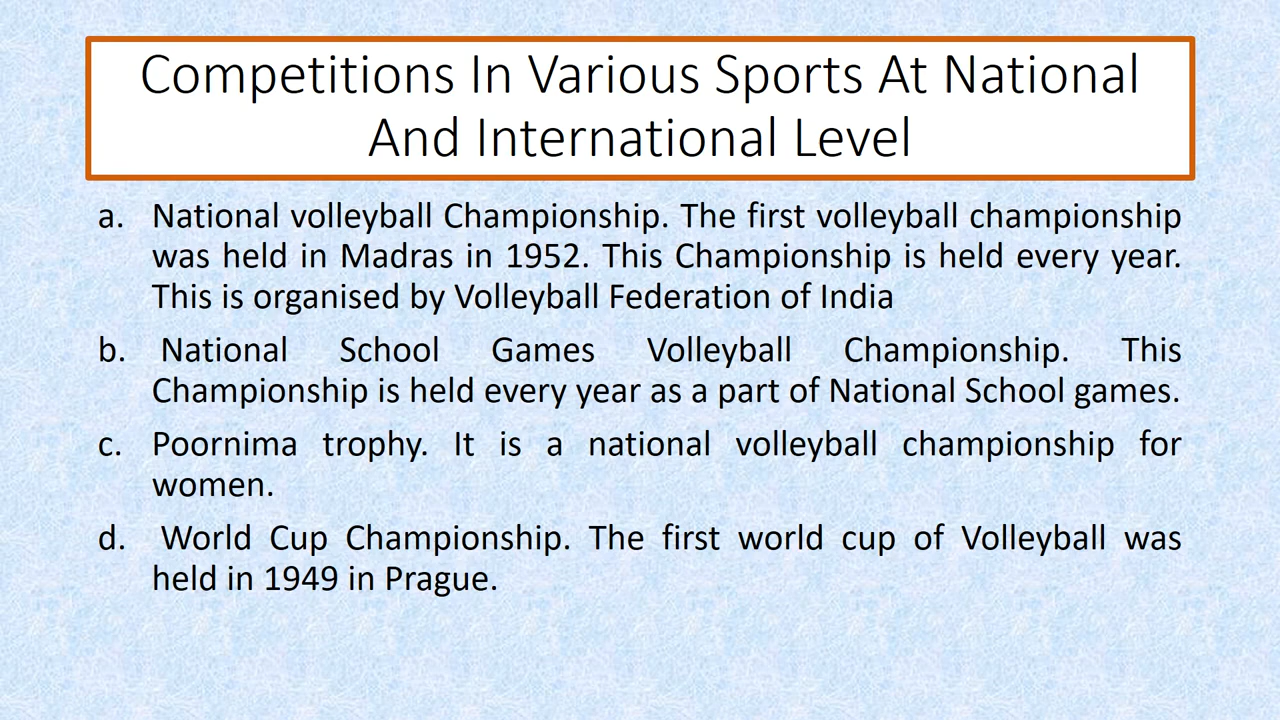 Competitions In Various Sports At National
And International Level
a. National volleyball Championship. The first volleyball championship
was held in Madras in 1952. This Championship is held every year.
This is organised by Volleyball Federation of India
b. National School Games Volleyball Championship. This
Championship is held every year as a part of National School games.
c. Poornima trophy. It is a national volleyball championship for
women.
d. World Cup Championship. The first world cup of Volleyball was
held in 1949 in Prague.